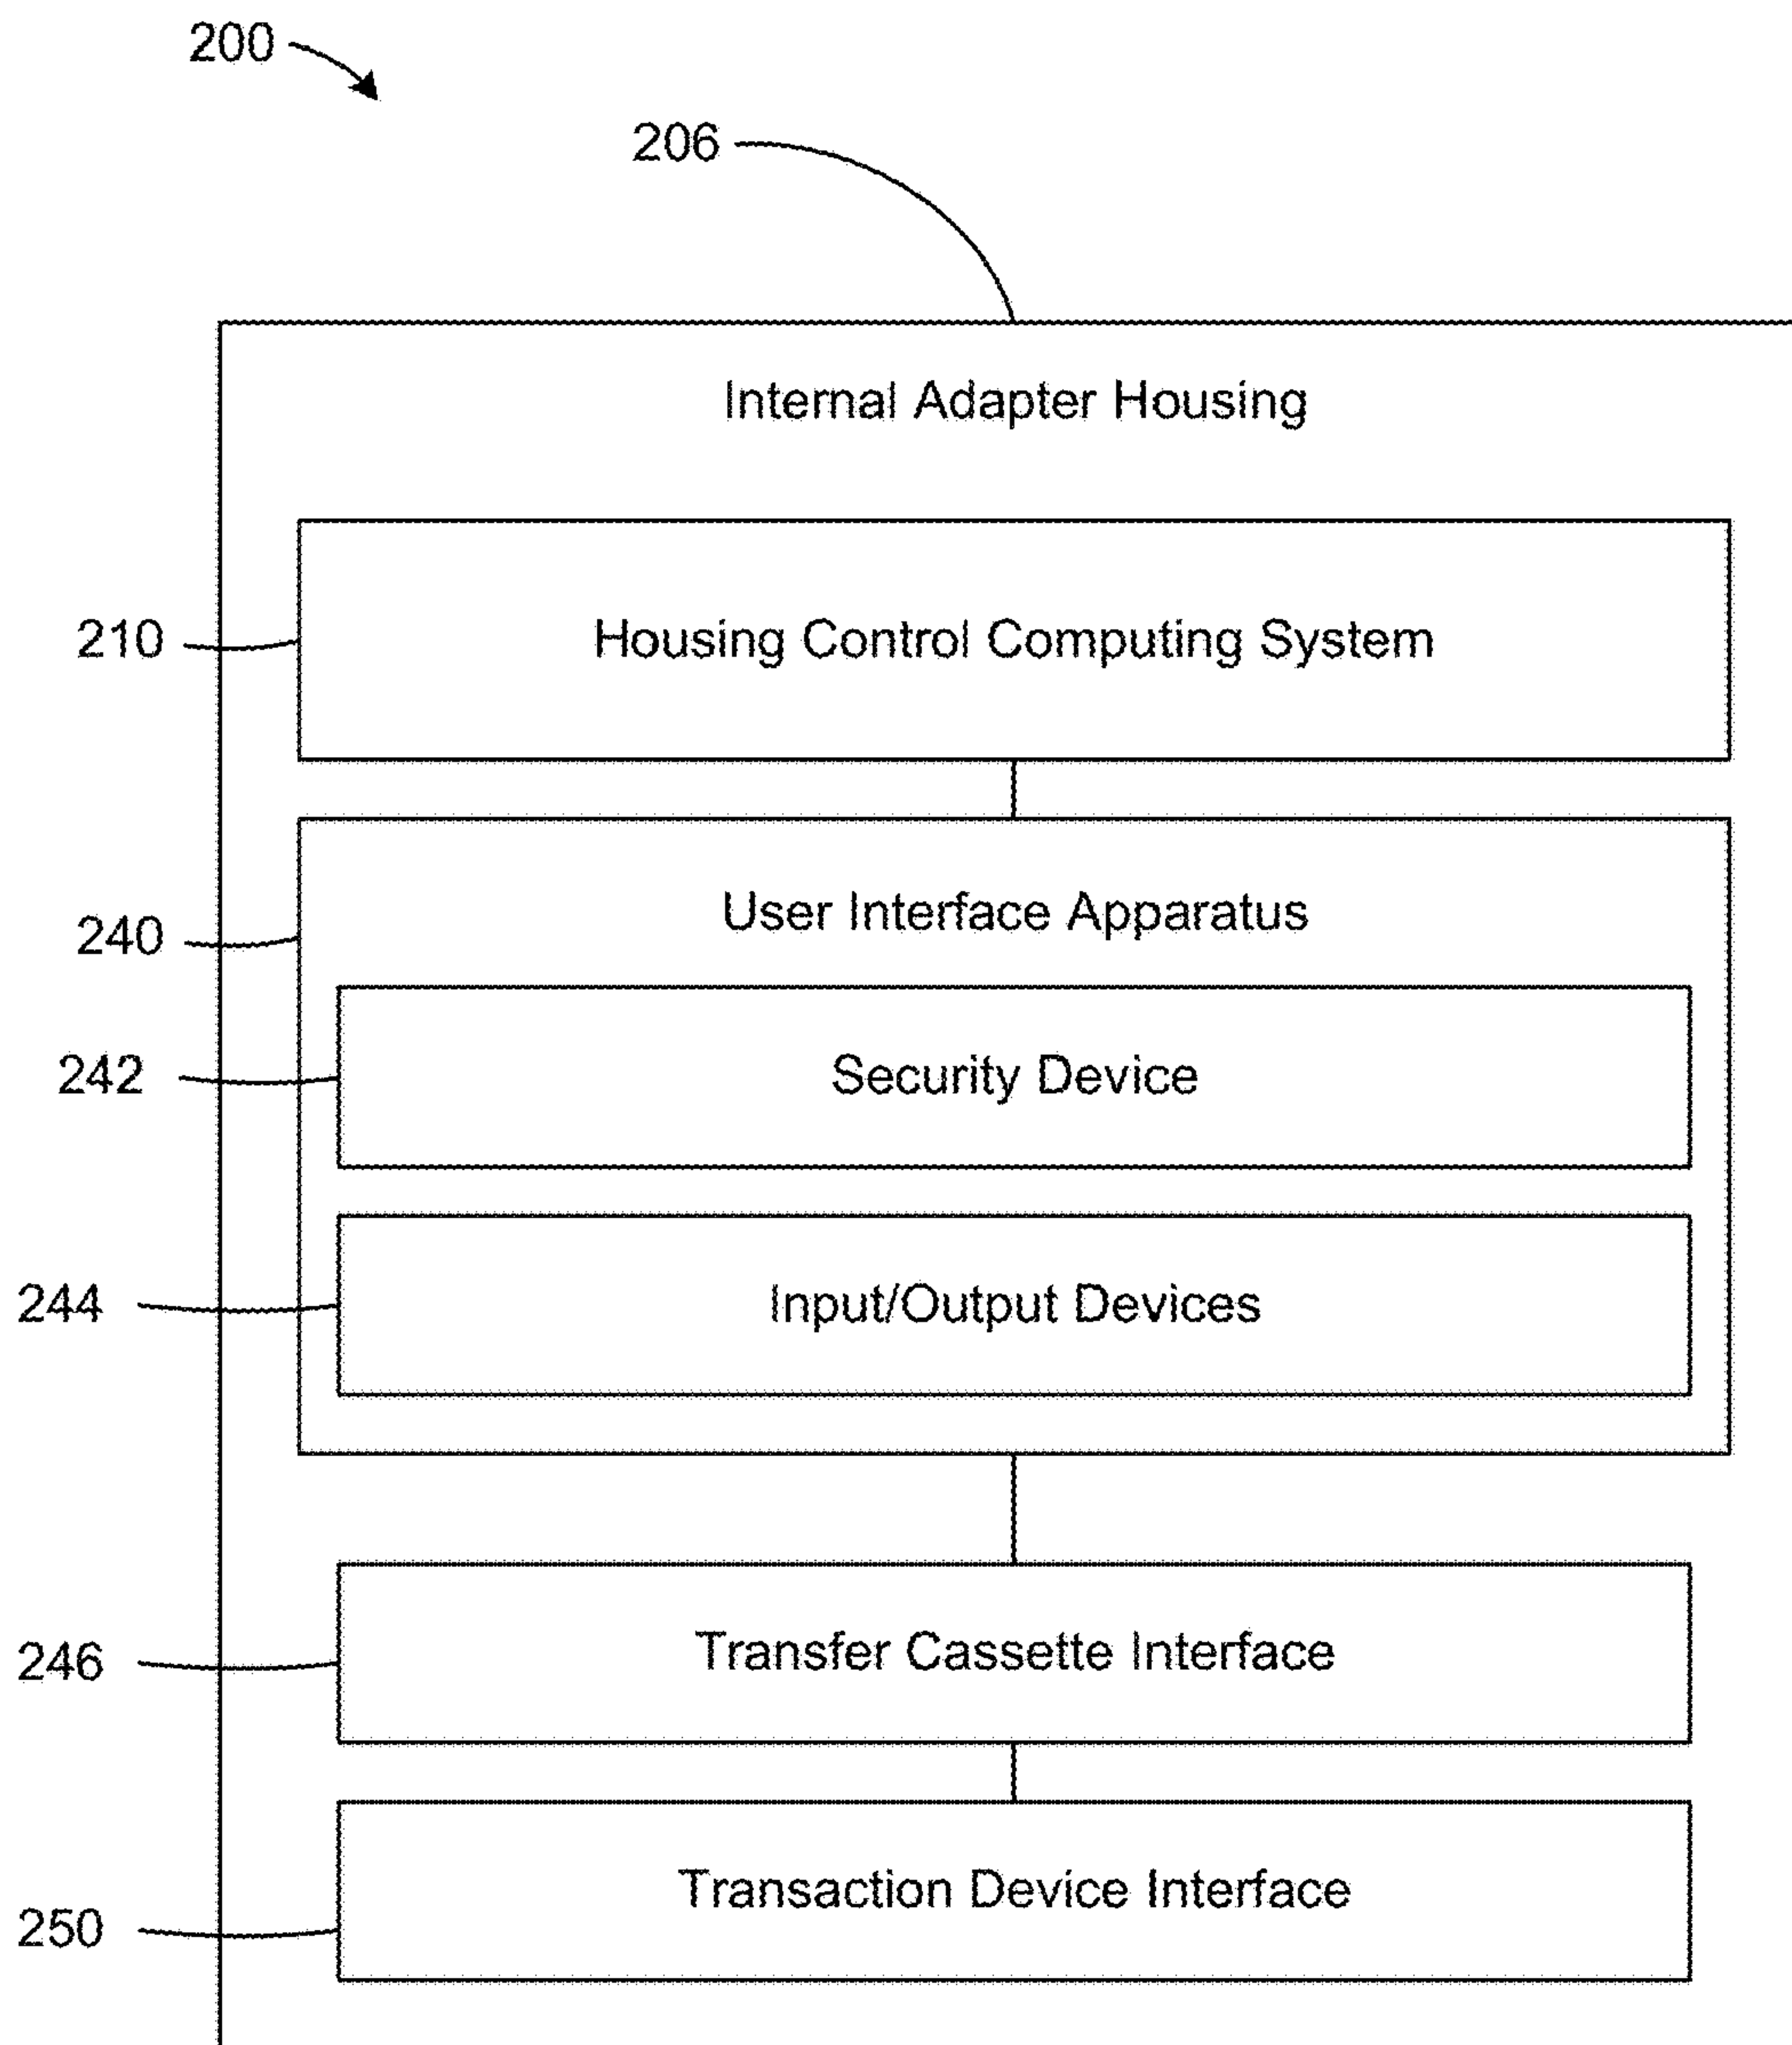 200
206
Internal Adapter Housing
210
Housing Control Computing System
240
User Interface Apparatus
242
Security Device
244
Input/Output Devices
246
Transfer Cassette Interface
250
Transaction Device Interface